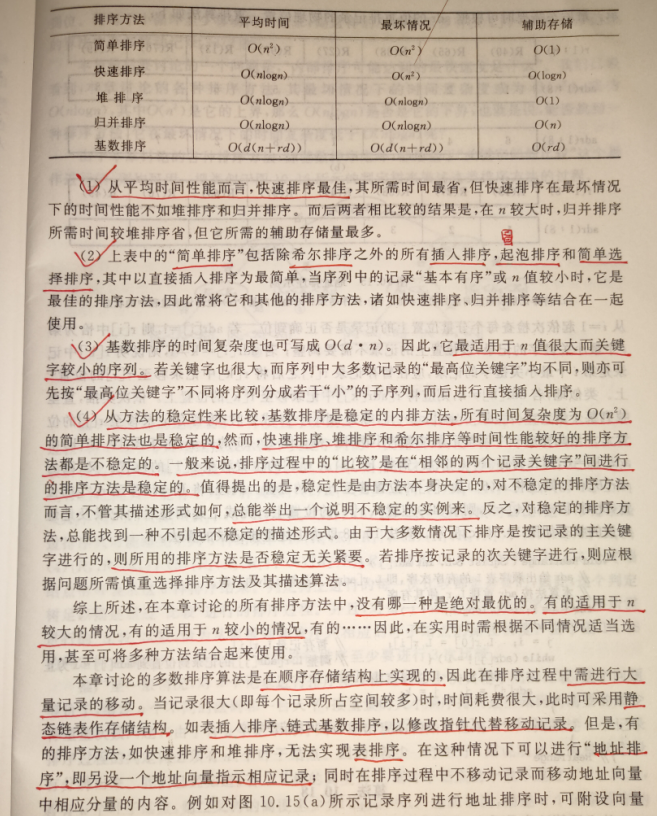 排序方法 平均时间 最坏情况 辅助存储
简单排序 O(n²) O(n²) O(1)
快速排序 O(nlogn) O(n²) O(logn)
堆 排 序 O(nlogn) O(nlogn) O(1)
归并排序 O(nlogn) O(nlogn) O(n)
基数排序 O(d(n+rd)) O(d(n+rd)) O(rd)
(1) 从平均时间性能而言,快速排序最佳,其所需时间最省,但快速排序在最坏情况
下的时间性能不如堆排序和归并排序。而后两者相比较的结果是,在 n 较大时,归并排序
所需时间较堆排序省,但它所需的辅助存储量最多。
(2) 上表中的“简单排序”包括除希尔排序之外的所有插入排序,起泡排序和简单选
择排序,其中以直接插入排序为最简单,当序列中的记录“基本有序”或 n 值较小时,它是
最佳的排序方法,因此常将它和其他的排序方法,诸如快速排序、归并排序等结合在一起
使用。
(3) 基数排序的时间复杂度也可写成 O(d·n)。因此,它最适用于 n 值很大而关键
字较小的序列。若关键字也很大,而序列中大多数记录的“最高位关键字”均不同,则亦可
先按“最高位关键字”不同将序列分成若干“小”的子序列,而后进行直接插入排序。
(4) 从方法的稳定性来比较,基数排序是稳定的内排方法,所有时间复杂度为 O(n²)
的简单排序法也是稳定的,然而,快速排序、堆排序和希尔排序等时间性能较好的排序方
法都是不稳定的。一般来说,排序过程中的“比较”是在“相邻的两个记录关键字”间进行
的排序方法是稳定的。值得提出的是,稳定性是由方法本身决定的,对不稳定的排序方法
而言,不管其描述形式如何,总能举出一个说明不稳定的实例来。反之,对稳定的排序方
法,总能找到一种不引起不稳定的描述形式。由于大多数情况下排序是按记录的主关键
字进行的,则所用的排序方法是否稳定无关紧要。若排序按记录的次关键字进行,则应根
据问题所需慎重选择排序方法及其描述算法。
综上所述,在本章讨论的所有排序方法中,没有哪一种是绝对最优的。有的适用于 n
较大的情况,有的适用于 n 较小的情况,有的……因此,在实用时需根据不同情况适当选
用,甚至可将多种方法结合起来使用。
本章讨论的多数排序算法是在顺序存储结构上实现的,因此在排序过程中需进行大
量记录的移动。当记录很大(即每个记录所占空间较多)时,时间耗费很大,此时可采用静
态链表作存储结构。如表插入排序、链式基数排序,以修改指针代替移动记录。但是,有
的排序方法,如快速排序和堆排序,无法实现表排序。在这种情况下可以进行“地址排
序”,即另设一个地址向量指示相应记录;同时在排序过程中不移动记录而移动地址向量
中相应分量的内容。例如对图 10.15(a)所示记录序列进行地址排序时,可附设向量